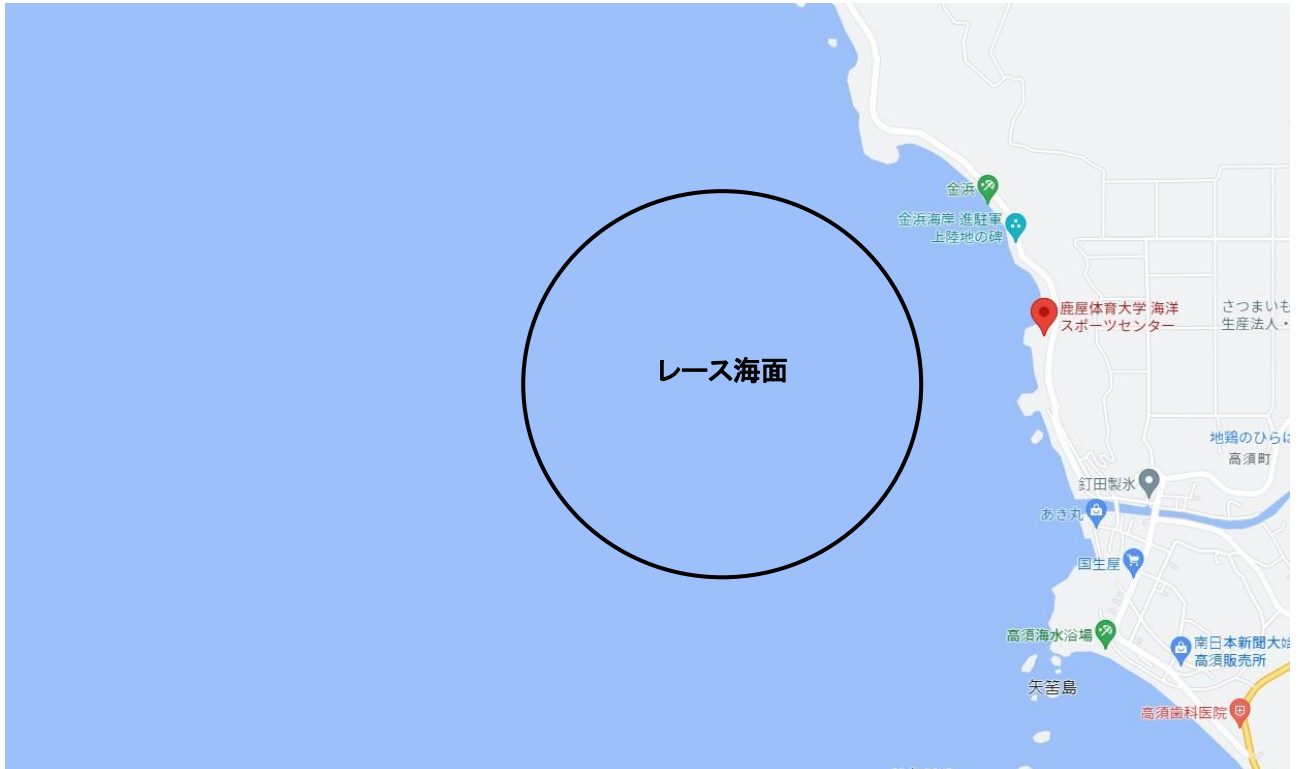 金浜
金浜海岸 進駐軍
上陸地の碑
鹿屋体育大学 海洋
スポーツセンター
さつまいも
生産法人・
レース海面
地鶏のひらに
高須町
釘田製氷
あき丸
国生屋
高須海水浴場
南日本新聞大始
高須販売所
矢筈島
高須歯科医院